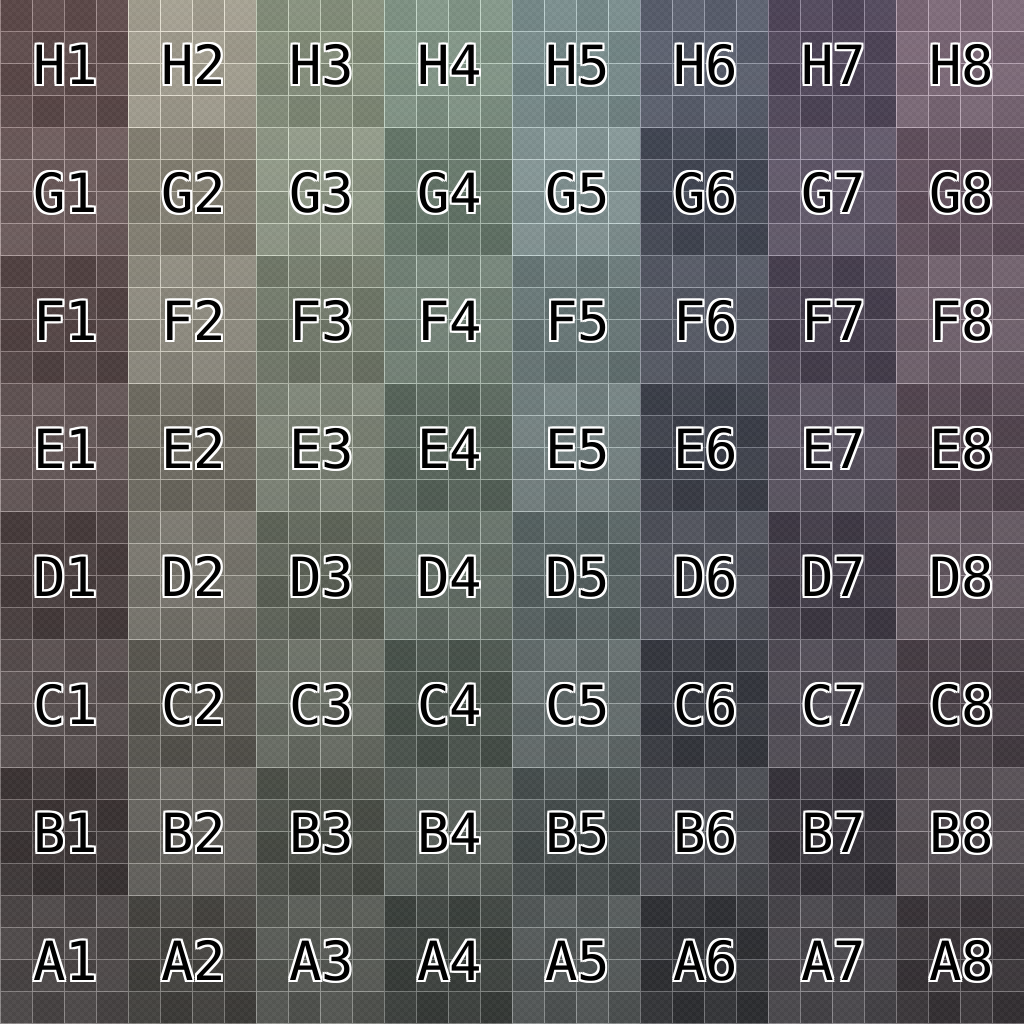 H1 H2 H3 H4 H5 H6 H7 H8
G1 G2 G3 G4 G5 G6 G7 G8
F1 F2 F3 F4 F5 F6 F7 F8
E1 E2 E3 E4 E5 E6 E7 E8
D1 D2 D3 D4 D5 D6 D7 D8
C1 C2 C3 C4 C5 C6 C7 C8
B1 B2 B3 B4 B5 B6 B7 B8
A1 A2 A3 A4 A5 A6 A7 A8